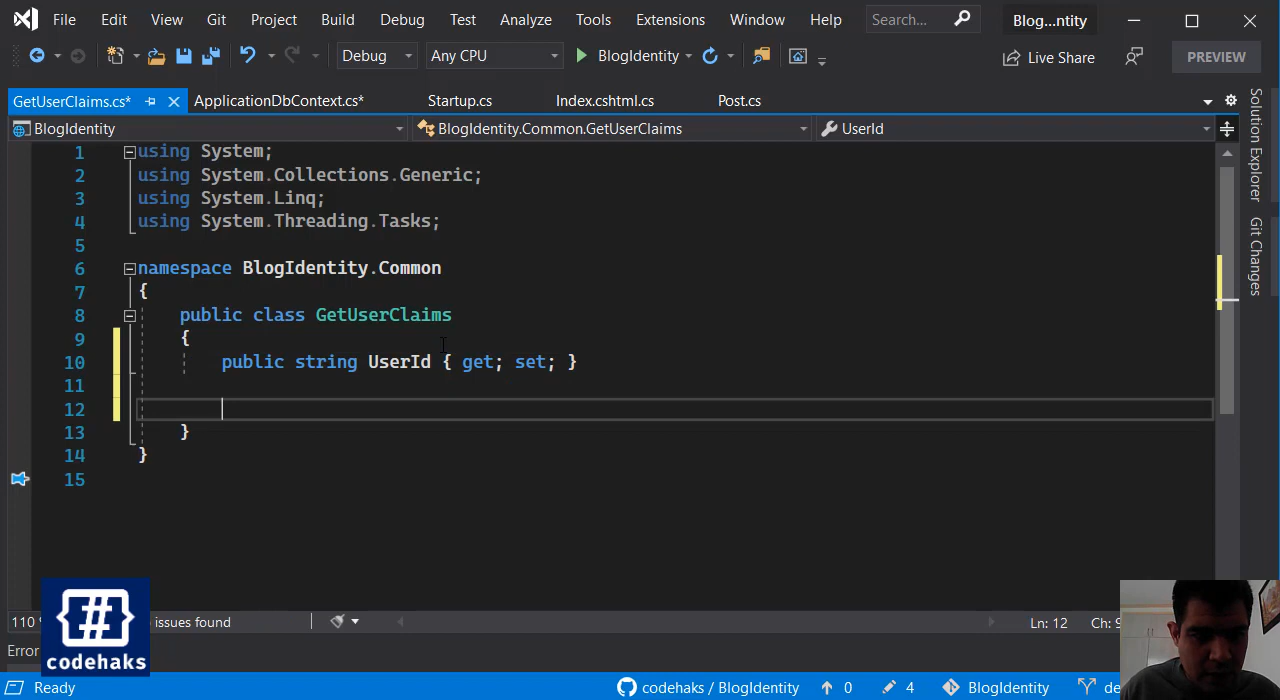 File Edit View Git Project Build Debug Test Analyze Tools Extensions Window Help Search... Blog...ntity
Debug Any CPU BlogIdentity Live Share PREVIEW
GetUserClaims.cs* ApplicationDbContext.cs* Startup.cs Index.cshtml.cs Post.cs
BlogIdentity BlogIdentity.Common.GetUserClaims UserId
1 using System;
2 using System.Collections.Generic;
3 using System.Linq;
4 using System.Threading.Tasks;
5
6 namespace BlogIdentity.Common
7 {
8 public class GetUserClaims
9 {
10 public string UserId { get; set; }
11
12
13 }
14 }
15
Solution Explorer
Git Changes
110 issues found Ln: 12
Error
{#}
codehaks
Ready codehaks / BlogIdentity 0 4 BlogIdentity